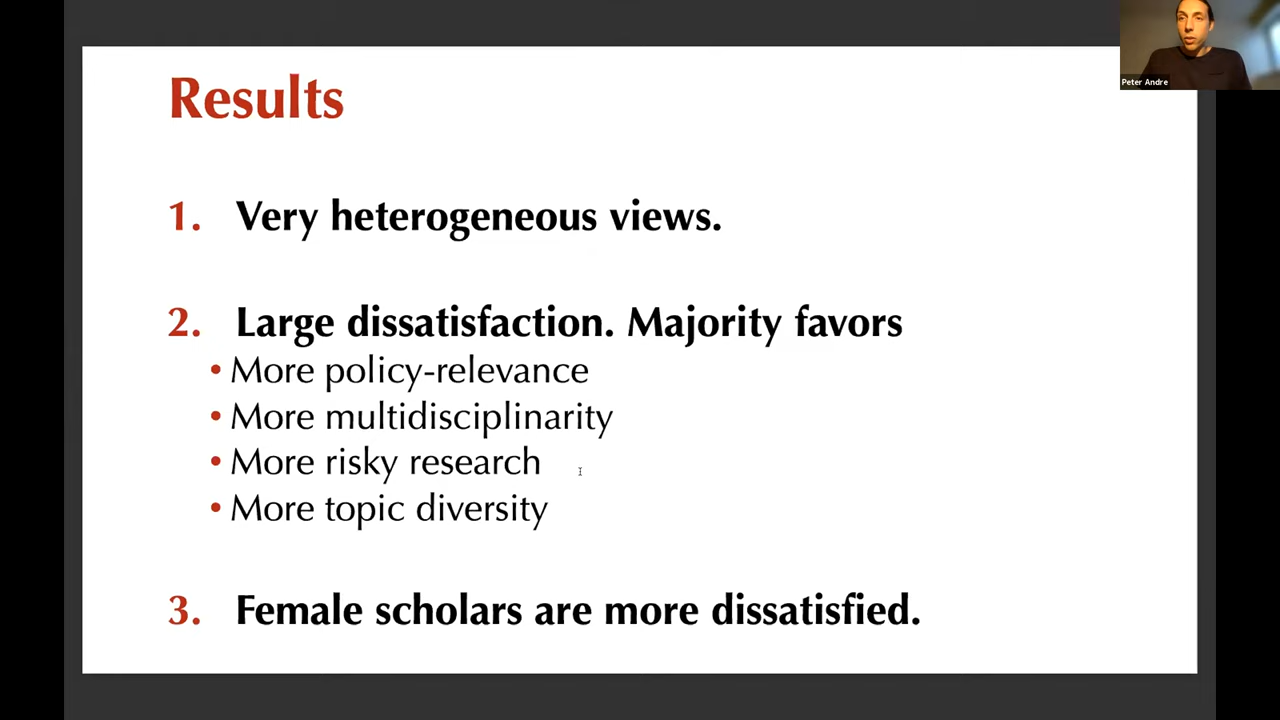 Results
Peter Andre
1. Very heterogeneous views.
2. Large dissatisfaction. Majority favors
• More policy-relevance
• More multidisciplinarity
• More risky research
• More topic diversity
3. Female scholars are more dissatisfied.